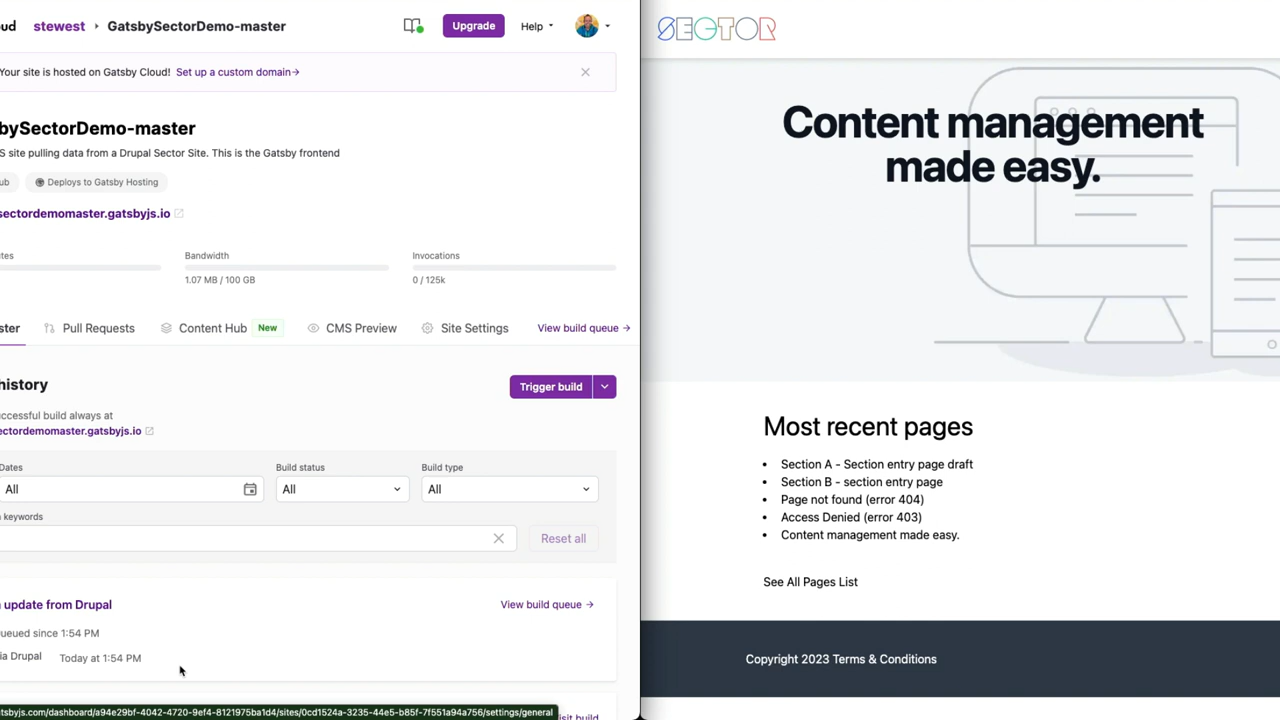 oud stewest › GatsbySectorDemo-master Upgrade Help
Your site is hosted on Gatsby Cloud! Set up a custom domain→
bySectorDemo-master
S site pulling data from a Drupal Sector Site. This is the Gatsby frontend
ub Deploys to Gatsby Hosting
sectordemomaster.gatsbyjs.io
tes Bandwidth Invocations
1.07 MB / 100 GB 0 / 125k
ster Pull Requests Content Hub New CMS Preview Site Settings View build queue →
history Trigger build
uccessful build always at
ectordemomaster.gatsbyjs.io
Dates Build status Build type
All All All
keywords
Reset all
update from Drupal View build queue →
ueued since 1:54 PM
ia Drupal Today at 1:54 PM
tsbyjs.com/dashboard/a94e29bf-4042-4720-9ef4-8121975ba1d4/sites/0cd1524a-3235-44e5-b85f-7f551a94a756/settings/general
isit build
SECTOR
Content management
made easy.
Most recent pages
• Section A - Section entry page draft
• Section B - section entry page
• Page not found (error 404)
• Access Denied (error 403)
• Content management made easy.
See All Pages List
Copyright 2023 Terms & Conditions